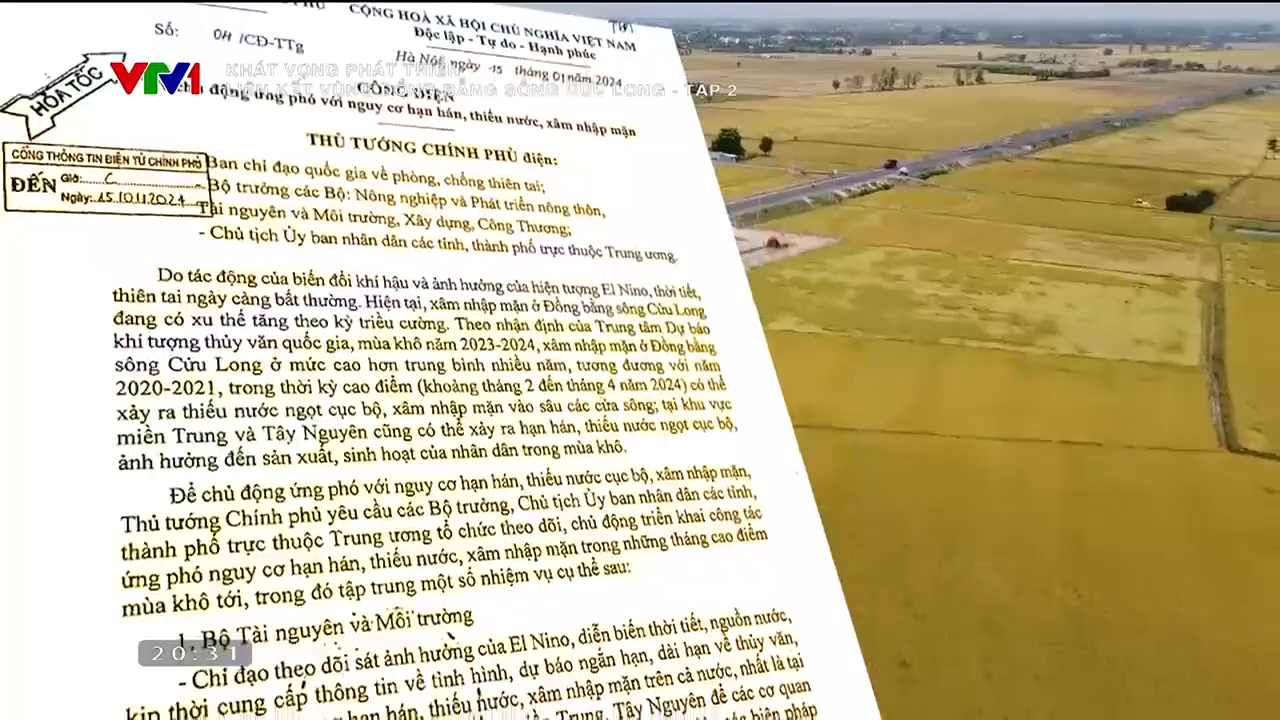 CỘNG HOÀ XÃ HỘI CHỦ NGHĨA VIỆT NAM
Độc lập - Tự do - Hạnh phúc
Số: 04 /CĐ-TTg
Hà Nội, ngày 15 tháng 01 năm 2024
HỎA TỐC
VTV1
KHÁT VỌNG PHÁT TRIỂN
LIÊN KẾT VÙNG ĐỒNG BẰNG SÔNG CỬU LONG - TẬP 2
CÔNG ĐIỆN
chủ động ứng phó với nguy cơ hạn hán, thiếu nước, xâm nhập mặn
THỦ TƯỚNG CHÍNH PHỦ điện:
CỔNG THÔNG TIN ĐIỆN TỬ CHÍNH PHỦ
ĐẾN Giờ:.....C
Ngày:.15/01/2024
Ban chỉ đạo quốc gia về phòng, chống thiên tai;
Bộ trưởng các Bộ: Nông nghiệp và Phát triển nông thôn,
Tài nguyên và Môi trường, Xây dựng, Công Thương;
- Chủ tịch Ủy ban nhân dân các tỉnh, thành phố trực thuộc Trung ương.
Do tác động của biến đổi khí hậu và ảnh hưởng của hiện tượng El Nino, thời tiết,
thiên tai ngày càng bất thường. Hiện tại, xâm nhập mặn ở Đồng bằng sông Cửu Long
đang có xu thế tăng theo kỳ triều cường. Theo nhận định của Trung tâm Dự báo
khí tượng thủy văn quốc gia, mùa khô năm 2023-2024, xâm nhập mặn ở Đồng bằng
sông Cửu Long ở mức cao hơn trung bình nhiều năm, tương đương với năm
2020-2021, trong thời kỳ cao điểm (khoảng tháng 2 đến tháng 4 năm 2024) có thể
xảy ra thiếu nước ngọt cục bộ, xâm nhập mặn vào sâu các cửa sông; tại khu vực
miền Trung và Tây Nguyên cũng có thể xảy ra hạn hán, thiếu nước ngọt cục bộ,
ảnh hưởng đến sản xuất, sinh hoạt của nhân dân trong mùa khô.
Để chủ động ứng phó với nguy cơ hạn hán, thiếu nước cục bộ, xâm nhập mặn,
Thủ tướng Chính phủ yêu cầu các Bộ trưởng, Chủ tịch Ủy ban nhân dân các tỉnh,
thành phố trực thuộc Trung ương tổ chức theo dõi, chủ động triển khai công tác
ứng phó nguy cơ hạn hán, thiếu nước, xâm nhập mặn trong những tháng cao điểm
mùa khô tới, trong đó tập trung một số nhiệm vụ cụ thể sau:
1. Bộ Tài nguyên và Môi trường
20:31
- Chỉ đạo theo dõi sát ảnh hưởng của El Nino, diễn biến thời tiết, nguồn nước,
kịp thời cung cấp thông tin về tình hình, dự báo ngắn hạn, dài hạn về thủy văn,
cơ hạn hán, thiếu nước, xâm nhập mặn trên cả nước, nhất là tại
Trung, Tây Nguyên để các cơ quan
biện pháp